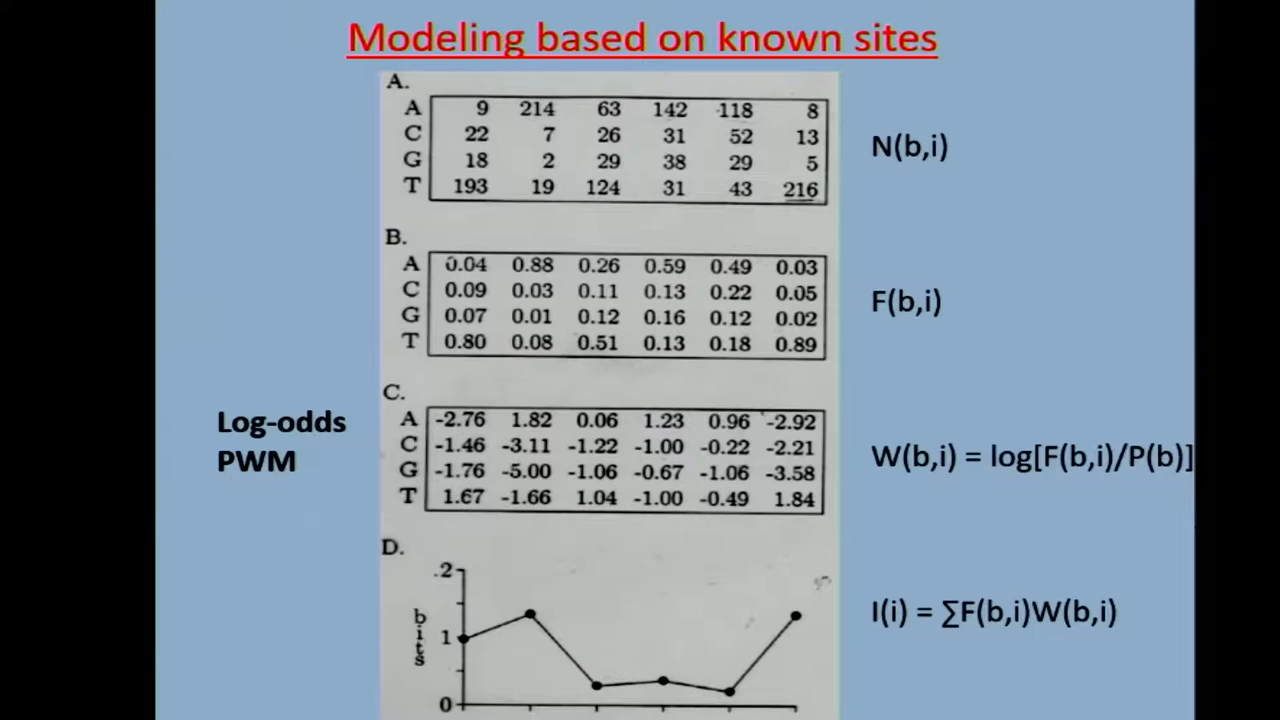 Modeling based on known sites
A.
A 9 214 63 142 118 8
C 22 7 26 31 52 13
G 18 2 29 38 29 5
T 193 19 124 31 43 216
N(b,i)
B.
A 0.04 0.88 0.26 0.59 0.49 0.03
C 0.09 0.03 0.11 0.13 0.22 0.05
G 0.07 0.01 0.12 0.16 0.12 0.02
T 0.80 0.08 0.51 0.13 0.18 0.89
F(b,i)
Log-odds
PWM
C.
A -2.76 1.82 0.06 1.23 0.96 -2.92
C -1.46 -3.11 -1.22 -1.00 -0.22 -2.21
G -1.76 -5.00 -1.06 -0.67 -1.06 -3.58
T 1.67 -1.66 1.04 -1.00 -0.49 1.84
W(b,i) = log[F(b,i)/P(b)]
D.
.2
bits
1
0
I(i) = ∑F(b,i)W(b,i)